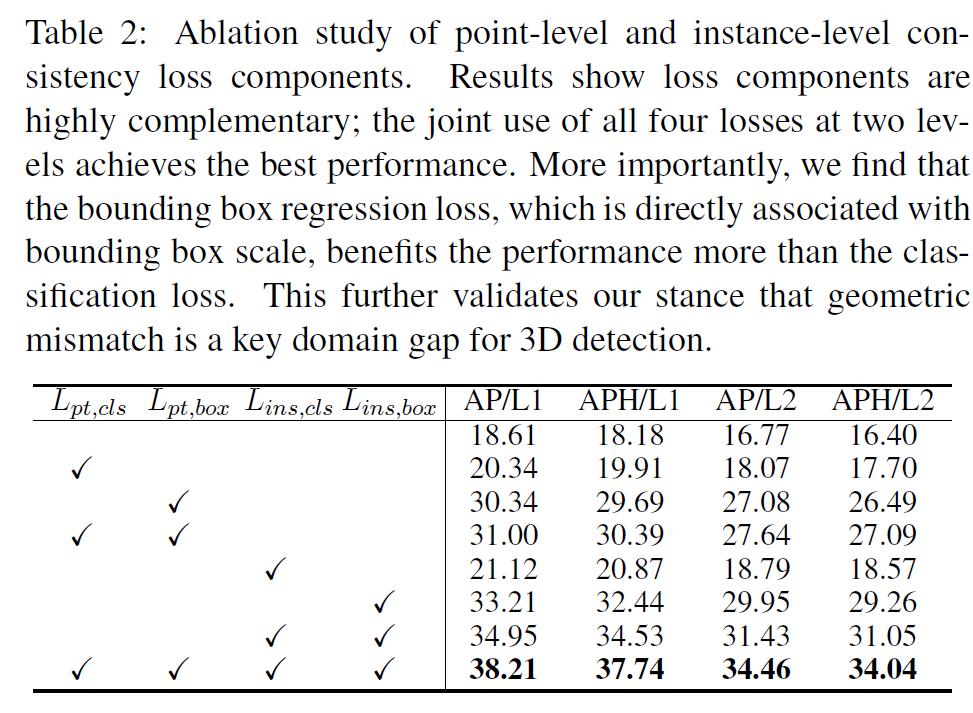 Table 2: Ablation study of point-level and instance-level con-
sistency loss components. Results show loss components are
highly complementary; the joint use of all four losses at two lev-
els achieves the best performance. More importantly, we find that
the bounding box regression loss, which is directly associated with
bounding box scale, benefits the performance more than the clas-
sification loss. This further validates our stance that geometric
mismatch is a key domain gap for 3D detection.
L_{pt,cls} L_{pt,box} L_{ins,cls} L_{ins,box} AP/L1 APH/L1 AP/L2 APH/L2
18.61 18.18 16.77 16.40
✓ 20.34 19.91 18.07 17.70
✓ 30.34 29.69 27.08 26.49
✓ ✓ 31.00 30.39 27.64 27.09
✓ 21.12 20.87 18.79 18.57
✓ 33.21 32.44 29.95 29.26
✓ ✓ 34.95 34.53 31.43 31.05
✓ ✓ ✓ ✓ 38.21 37.74 34.46 34.04